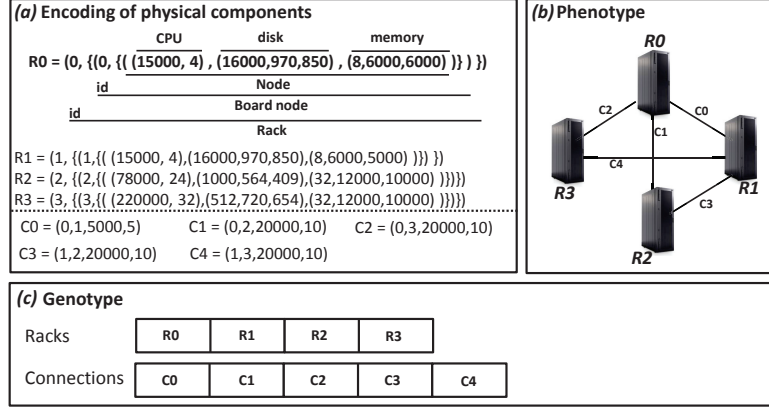 (a) Encoding of physical components
CPU disk memory
R0 = (0, {(0, {( (15000, 4) , (16000,970,850) , (8,6000,6000) )} ) })
id Node
Board node
id
Rack
R1 = (1, {(1,{( (15000, 4),(16000,970,850),(8,6000,5000) )}) })
R2 = (2, {(2,{( (78000, 24),(1000,564,409),(32,12000,10000) )})})
R3 = (3, {(3,{( (220000, 32),(512,720,654),(32,12000,10000) )})})
C0 = (0,1,5000,5) C1 = (0,2,20000,10) C2 = (0,3,20000,10)
C3 = (1,2,20000,10) C4 = (1,3,20000,10)
(b) Phenotype
R0
C2 C0
C1
C4
R3 R1
C3
R2
(c) Genotype
Racks R0 R1 R2 R3
Connections C0 C1 C2 C3 C4